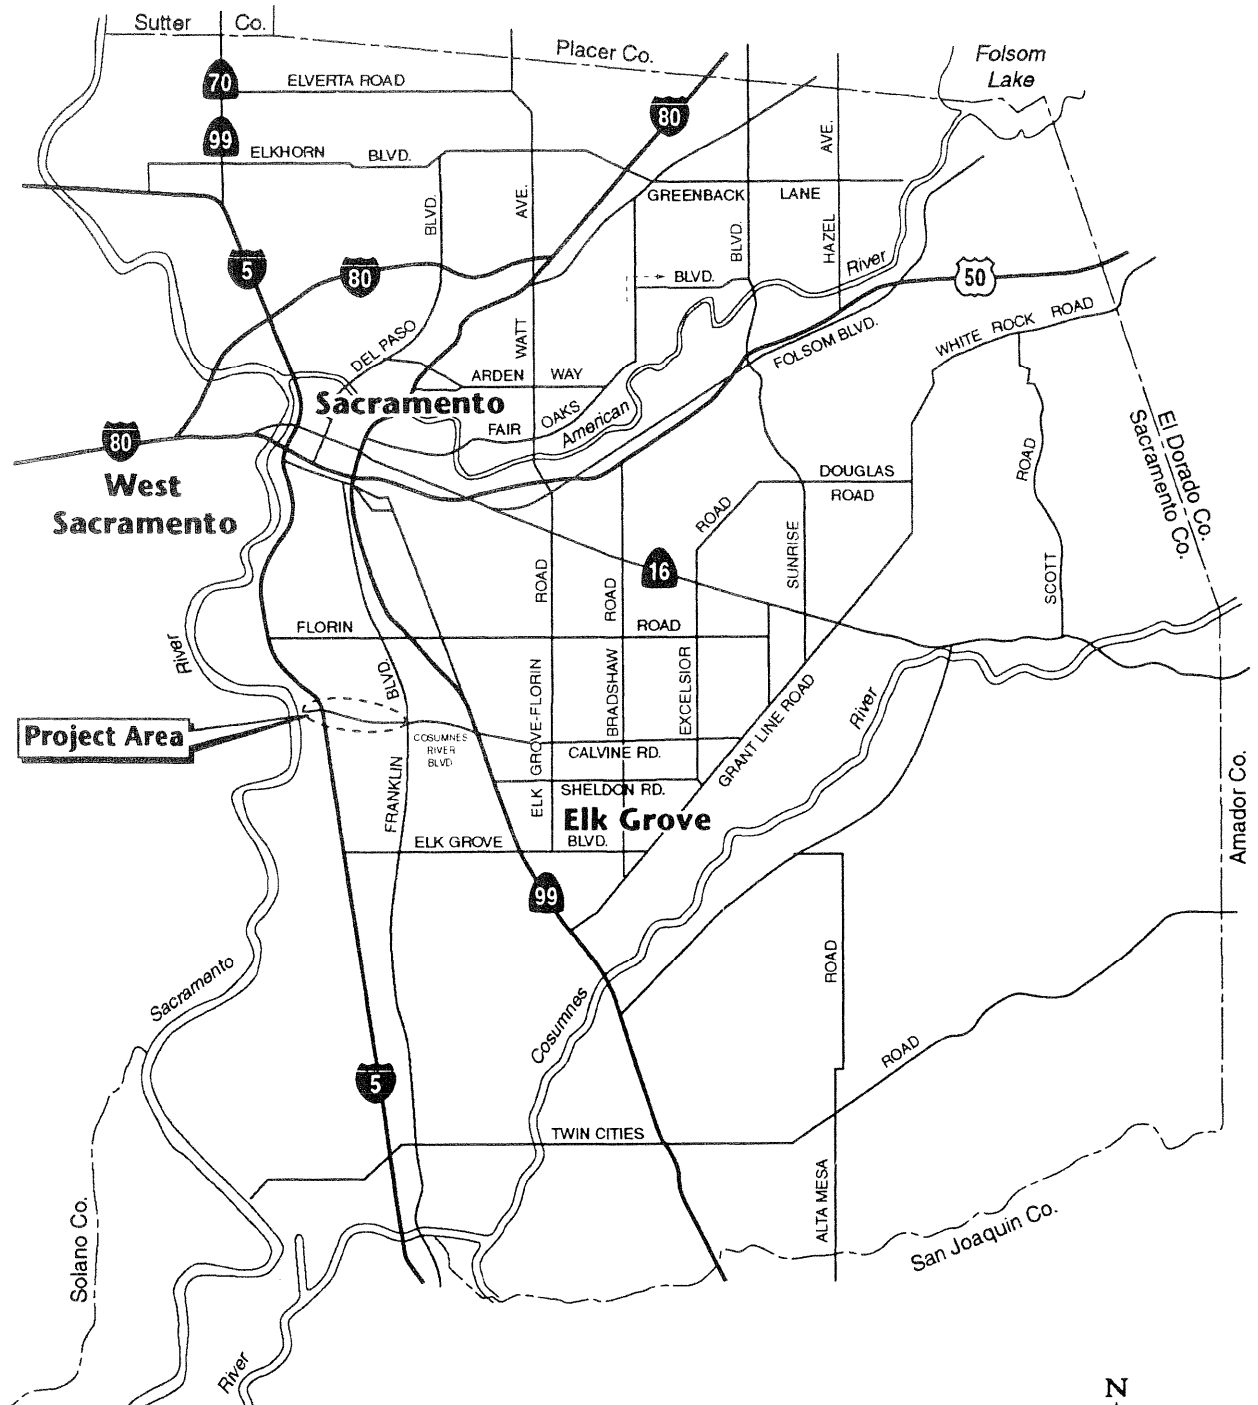 Sutter Co.
Placer Co.
Folsom
Lake
70
ELVERTA ROAD
80
99
ELKHORN BLVD.
AVE.
AVE.
GREENBACK LANE
BLVD.
BLVD.
HAZEL
5
80
BLVD.
River
50
WATT
DEL PASO
FOLSOM BLVD.
WHITE ROCK ROAD
ARDEN WAY
Sacramento
FAIR OAKS
American
80
West
Sacramento
El Dorado Co.
Sacramento Co.
DOUGLAS
ROAD
ROAD
ROAD
SUNRISE
16
ROAD
ROAD
SCOTT
FLORIN ROAD
River
BLVD.
BRADSHAW
EXCELSIOR
GRANT LINE ROAD
River
Project Area
COSUMNES
RIVER
BLVD
ELK GROVE-FLORIN
CALVINE RD.
SHELDON RD.
FRANKLIN
Elk Grove
ELK GROVE BLVD.
Amador Co.
99
ROAD
Sacramento
Cosumnes
ROAD
5
TWIN CITIES
ALTA MESA
Solano Co.
San Joaquin Co.
River
N